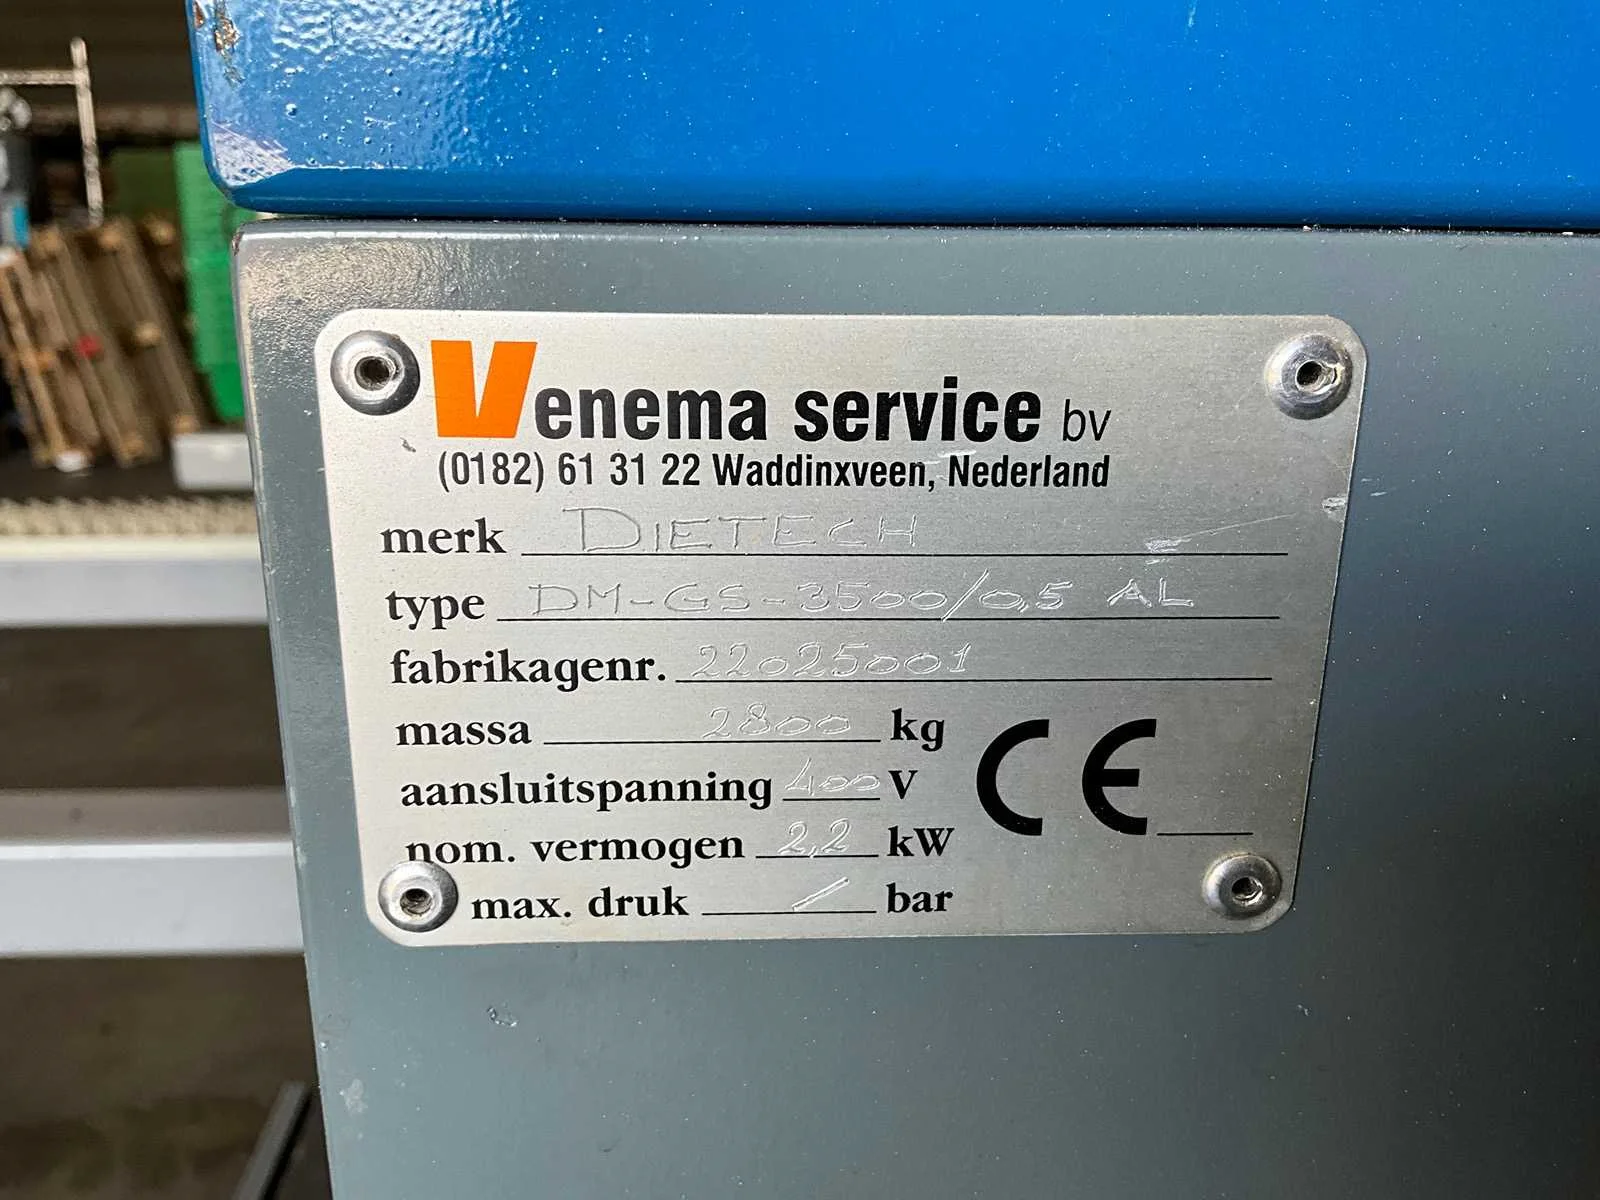 Venema service bv
(0182) 61 31 22 Waddinxveen, Nederland
merk DIETECH
type DM-GS-3500/0,5 AL
fabrikagenr. 22025001
massa 2800 kg
aansluitspanning 400 V
nom. vermogen 2,2 kW
max. druk / bar
CE